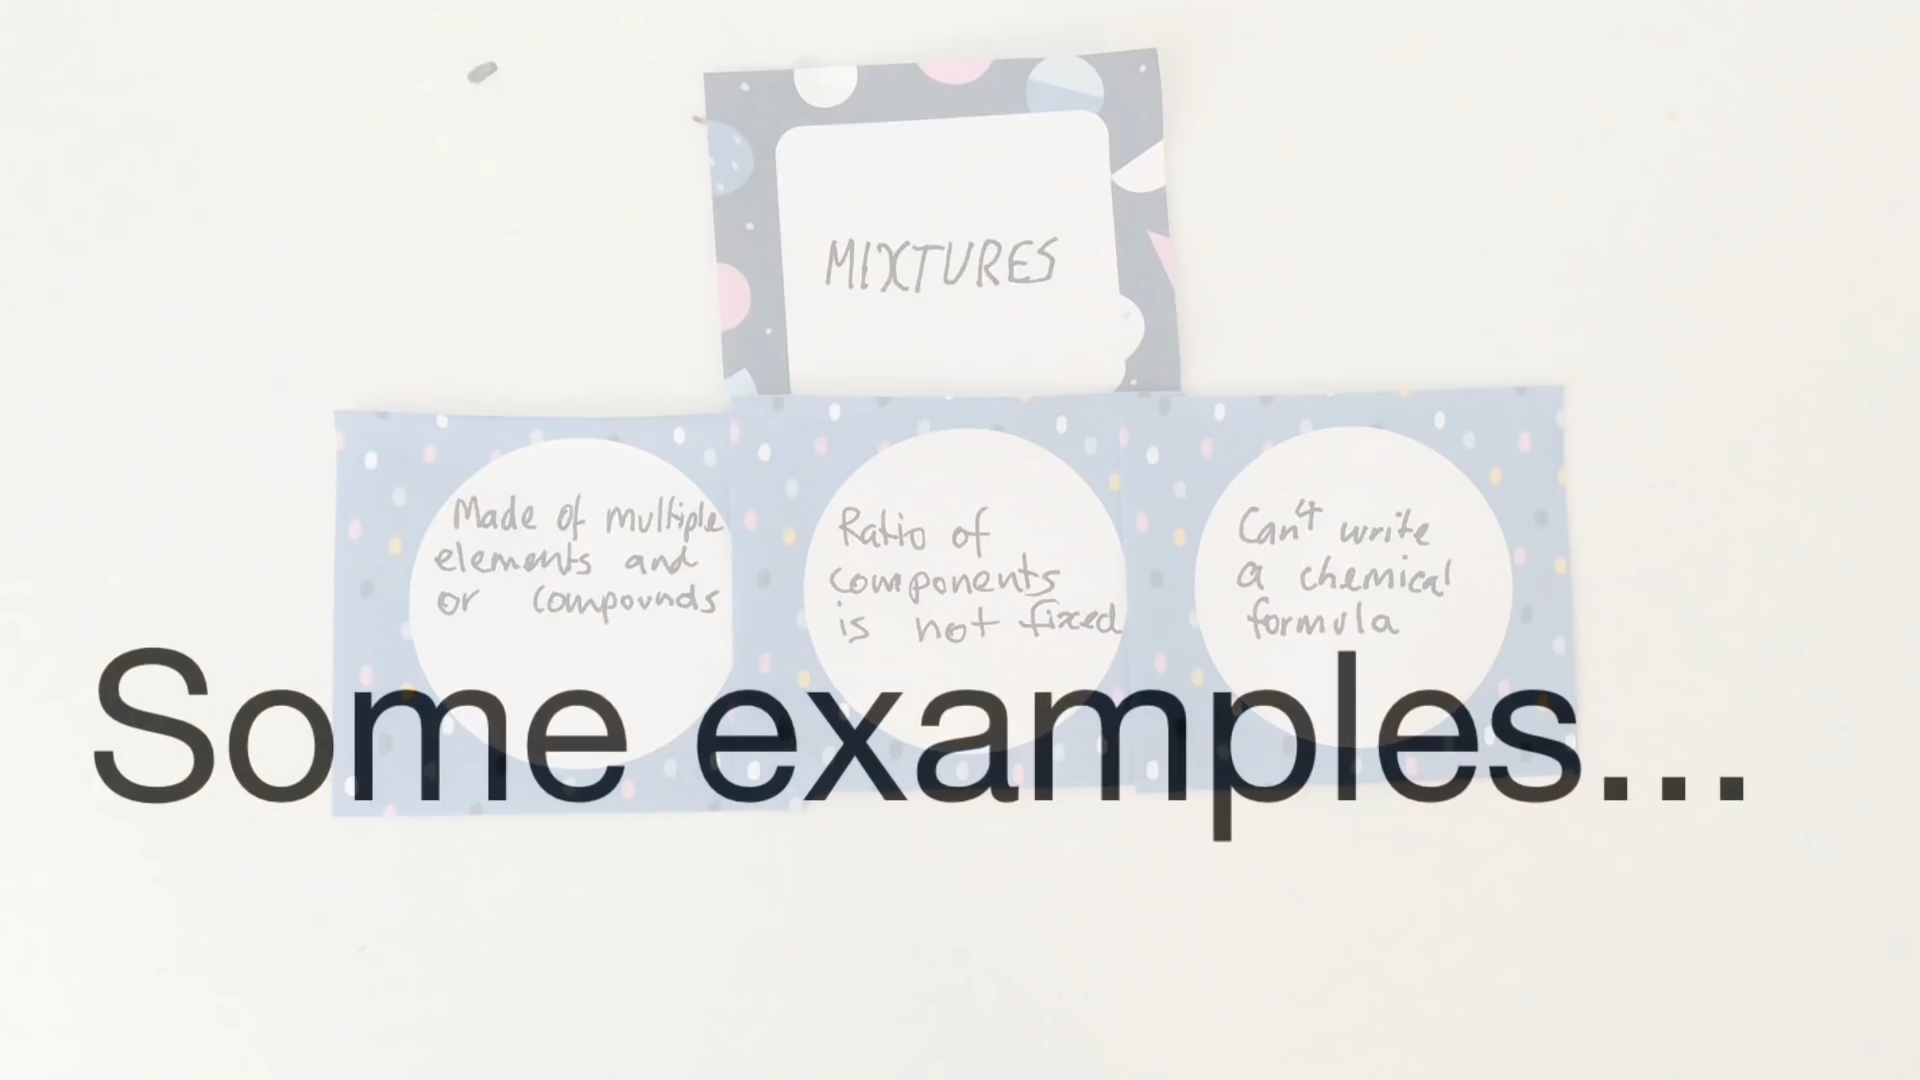 MIXTURES
Made of multiple
elements and
or compounds
Ratio of
components
is not fixed
Can't write
a chemical
formula
Some examples...